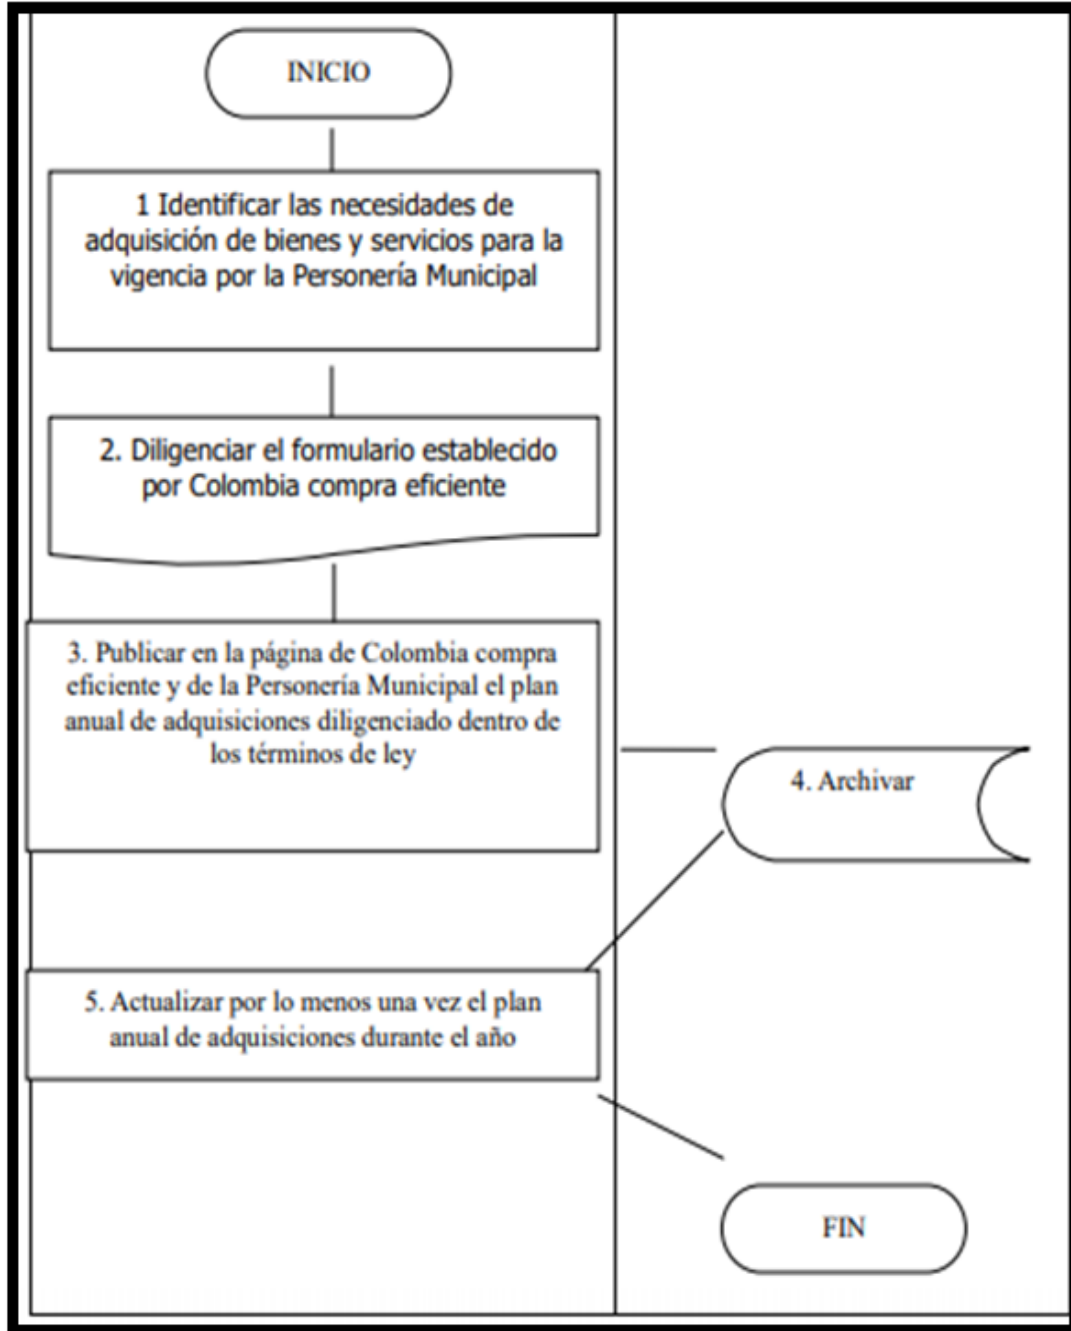 INICIO
1 Identificar las necesidades de
adquisición de bienes y servicios para la
vigencia por la Personería Municipal
2. Diligenciar el formulario establecido
por Colombia compra eficiente
3. Publicar en la página de Colombia compra
eficiente y de la Personería Municipal el plan
anual de adquisiciones diligenciado dentro de
los términos de ley
4. Archivar
5. Actualizar por lo menos una vez el plan
anual de adquisiciones durante el año
FIN